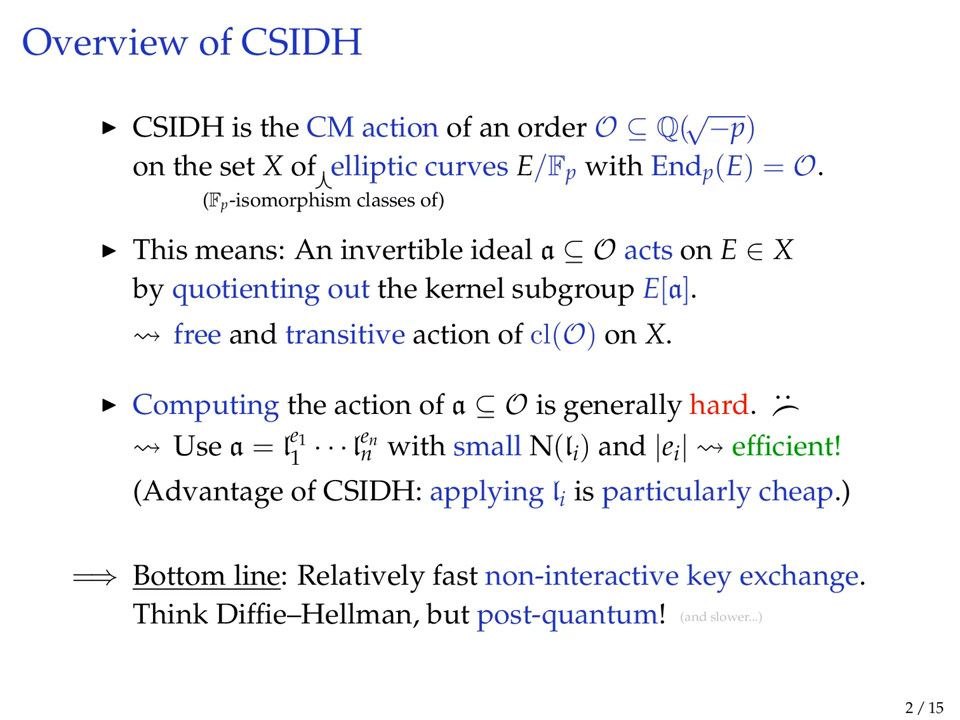 Overview of CSIDH
▶ CSIDH is the CM action of an order 𝒪 ⊆ ℚ(√−p)
on the set X of ⋏ elliptic curves E/𝔽ₚ with Endₚ(E) = 𝒪.
(𝔽ₚ-isomorphism classes of)
▶ This means: An invertible ideal 𝔞 ⊆ 𝒪 acts on E ∈ X
by quotienting out the kernel subgroup E[𝔞].
⇝ free and transitive action of cl(𝒪) on X.
▶ Computing the action of 𝔞 ⊆ 𝒪 is generally hard. ☹
⇝ Use 𝔞 = 𝔩₁^{e₁} ⋯ 𝔩ₙ^{eₙ} with small N(𝔩ᵢ) and |eᵢ| ⇝ efficient!
(Advantage of CSIDH: applying 𝔩ᵢ is particularly cheap.)
⟹ Bottom line: Relatively fast non-interactive key exchange.
Think Diffie–Hellman, but post-quantum! (and slower...)
2 / 15